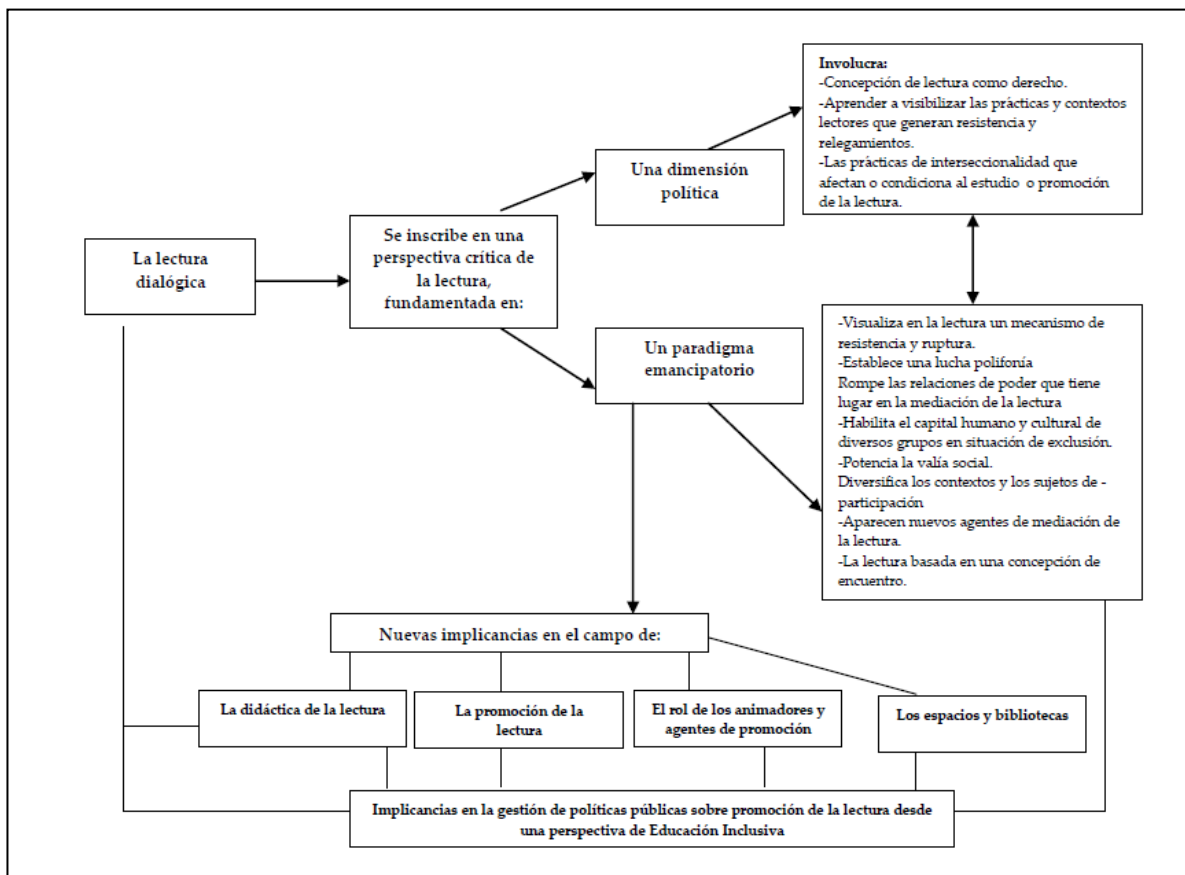 La lectura
dialógica
Se inscribe en una
perspectiva crítica de
la lectura,
fundamentada en:
Una dimensión
política
Involucra:
-Concepción de lectura como derecho.
-Aprender a visibilizar las prácticas y contextos
lectores que generan resistencia y
relegamientos.
-Las prácticas de interseccionalidad que
afectan o condiciona al estudio o promoción
de la lectura.
Un paradigma
emancipatorio
-Visualiza en la lectura un mecanismo de
resistencia y ruptura.
-Establece una lucha polifonía
Rompe las relaciones de poder que tiene
lugar en la mediación de la lectura
-Habilita el capital humano y cultural de
diversos grupos en situación de exclusión.
-Potencia la valía social.
Diversifica los contextos y los sujetos de -
participación
-Aparecen nuevos agentes de mediación de
la lectura.
-La lectura basada en una concepción de
encuentro.
Nuevas implicancias en el campo de:
La didáctica de la lectura
La promoción de la
lectura
El rol de los animadores y
agentes de promoción
Los espacios y bibliotecas
Implicancias en la gestión de políticas públicas sobre promoción de la lectura desde
una perspectiva de Educación Inclusiva